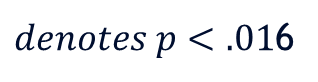 denotes p < .016